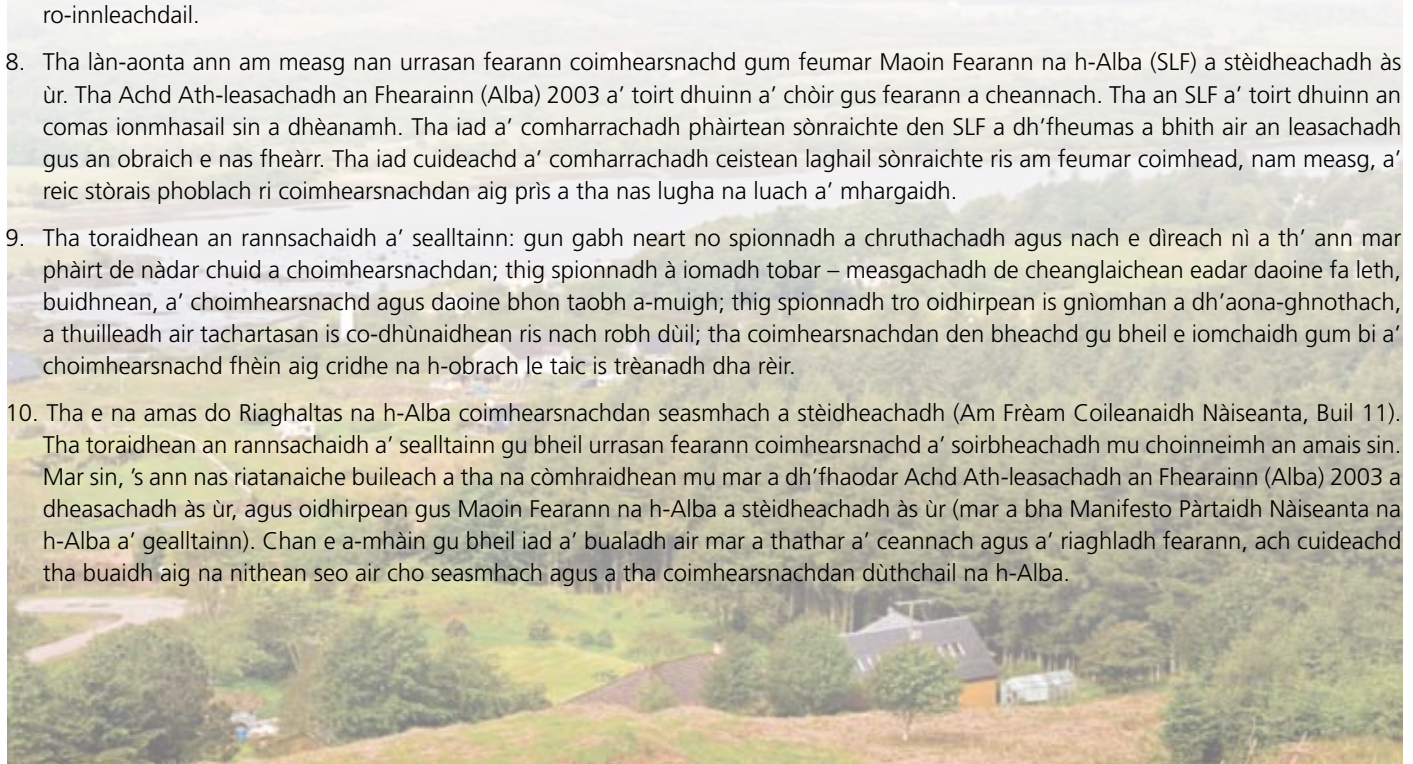 ro-innleachdail.
8. Tha làn-aonta ann am measg nan urrasan fearann coimhearsnachd gum feumar Maoin Fearann na h-Alba (SLF) a stèidheachadh às
ùr. Tha Achd Ath-leasachadh an Fhearainn (Alba) 2003 a’ toirt dhuinn a’ chòir gus fearann a cheannach. Tha an SLF a’ toirt dhuinn an
comas ionmhasail sin a dhèanamh. Tha iad a’ comharrachadh phàirtean sònraichte den SLF a dh’fheumas a bhith air an leasachadh
gus an obraich e nas fheàrr. Tha iad cuideachd a’ comharrachadh ceistean laghail sònraichte ris am feumar coimhead, nam measg, a’
reic stòrais phoblach ri coimhearsnachdan aig prìs a tha nas lugha na luach a’ mhargaidh.
9. Tha toraidhean an rannsachaidh a’ sealltainn: gun gabh neart no spionnadh a chruthachadh agus nach e dìreach nì a th’ ann mar
phàirt de nàdar chuid a choimhearsnachdan; thig spionnadh à iomadh tobar – measgachadh de cheanglaichean eadar daoine fa leth,
buidhnean, a’ choimhearsnachd agus daoine bhon taobh a-muigh; thig spionnadh tro oidhirpean is gnìomhan a dh’aona-ghnothach,
a thuilleadh air tachartasan is co-dhùnaidhean ris nach robh dùil; tha coimhearsnachdan den bheachd gu bheil e iomchaidh gum bi a’
choimhearsnachd fhèin aig cridhe na h-obrach le taic is trèanadh dha rèir.
10. Tha e na amas do Riaghaltas na h-Alba coimhearsnachdan seasmhach a stèidheachadh (Am Frèam Coileanaidh Nàiseanta, Buil 11).
Tha toraidhean an rannsachaidh a’ sealltainn gu bheil urrasan fearann coimhearsnachd a’ soirbheachadh mu choinneimh an amais sin.
Mar sin, ’s ann nas riatanaiche buileach a tha na còmhraidhean mu mar a dh’fhaodar Achd Ath-leasachadh an Fhearainn (Alba) 2003 a
dheasachadh às ùr, agus oidhirpean gus Maoin Fearann na h-Alba a stèidheachadh às ùr (mar a bha Manifesto Pàrtaidh Nàiseanta na
h-Alba a’ gealltainn). Chan e a-mhàin gu bheil iad a’ bualadh air mar a thathar a’ ceannach agus a’ riaghladh fearann, ach cuideachd
tha buaidh aig na nithean seo air cho seasmhach agus a tha coimhearsnachdan dùthchail na h-Alba.